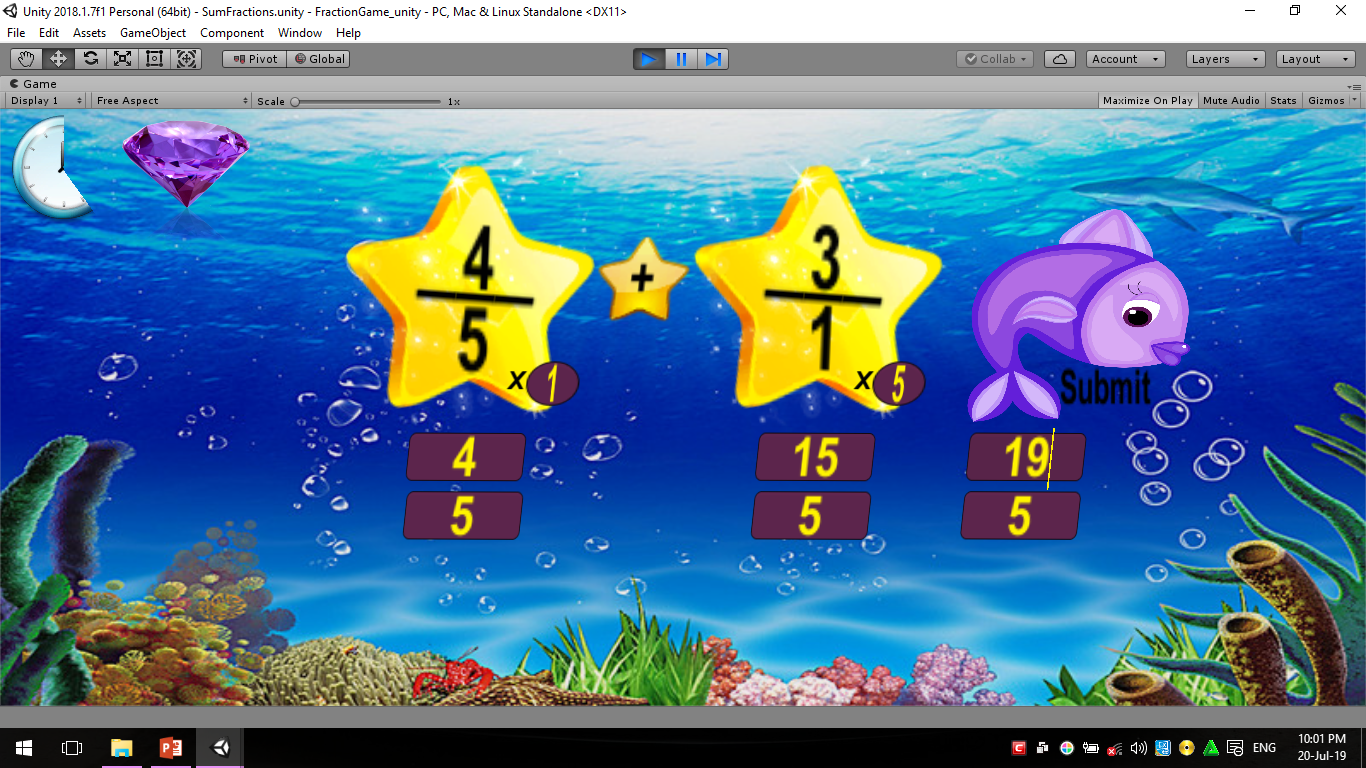 Unity 2018.1.7f1 Personal (64bit) - SumFractions.unity - FractionGame_unity - PC, Mac & Linux Standalone <DX11>
File Edit Assets GameObject Component Window Help
Pivot Global Collab Account Layers Layout
Game
Display 1 Free Aspect Scale 1x Maximize On Play Mute Audio Stats Gizmos
4 + 3
5 1
x 1 x 5
Submit
4 15 19
5 5 5
ENG
10:01 PM
20-Jul-19